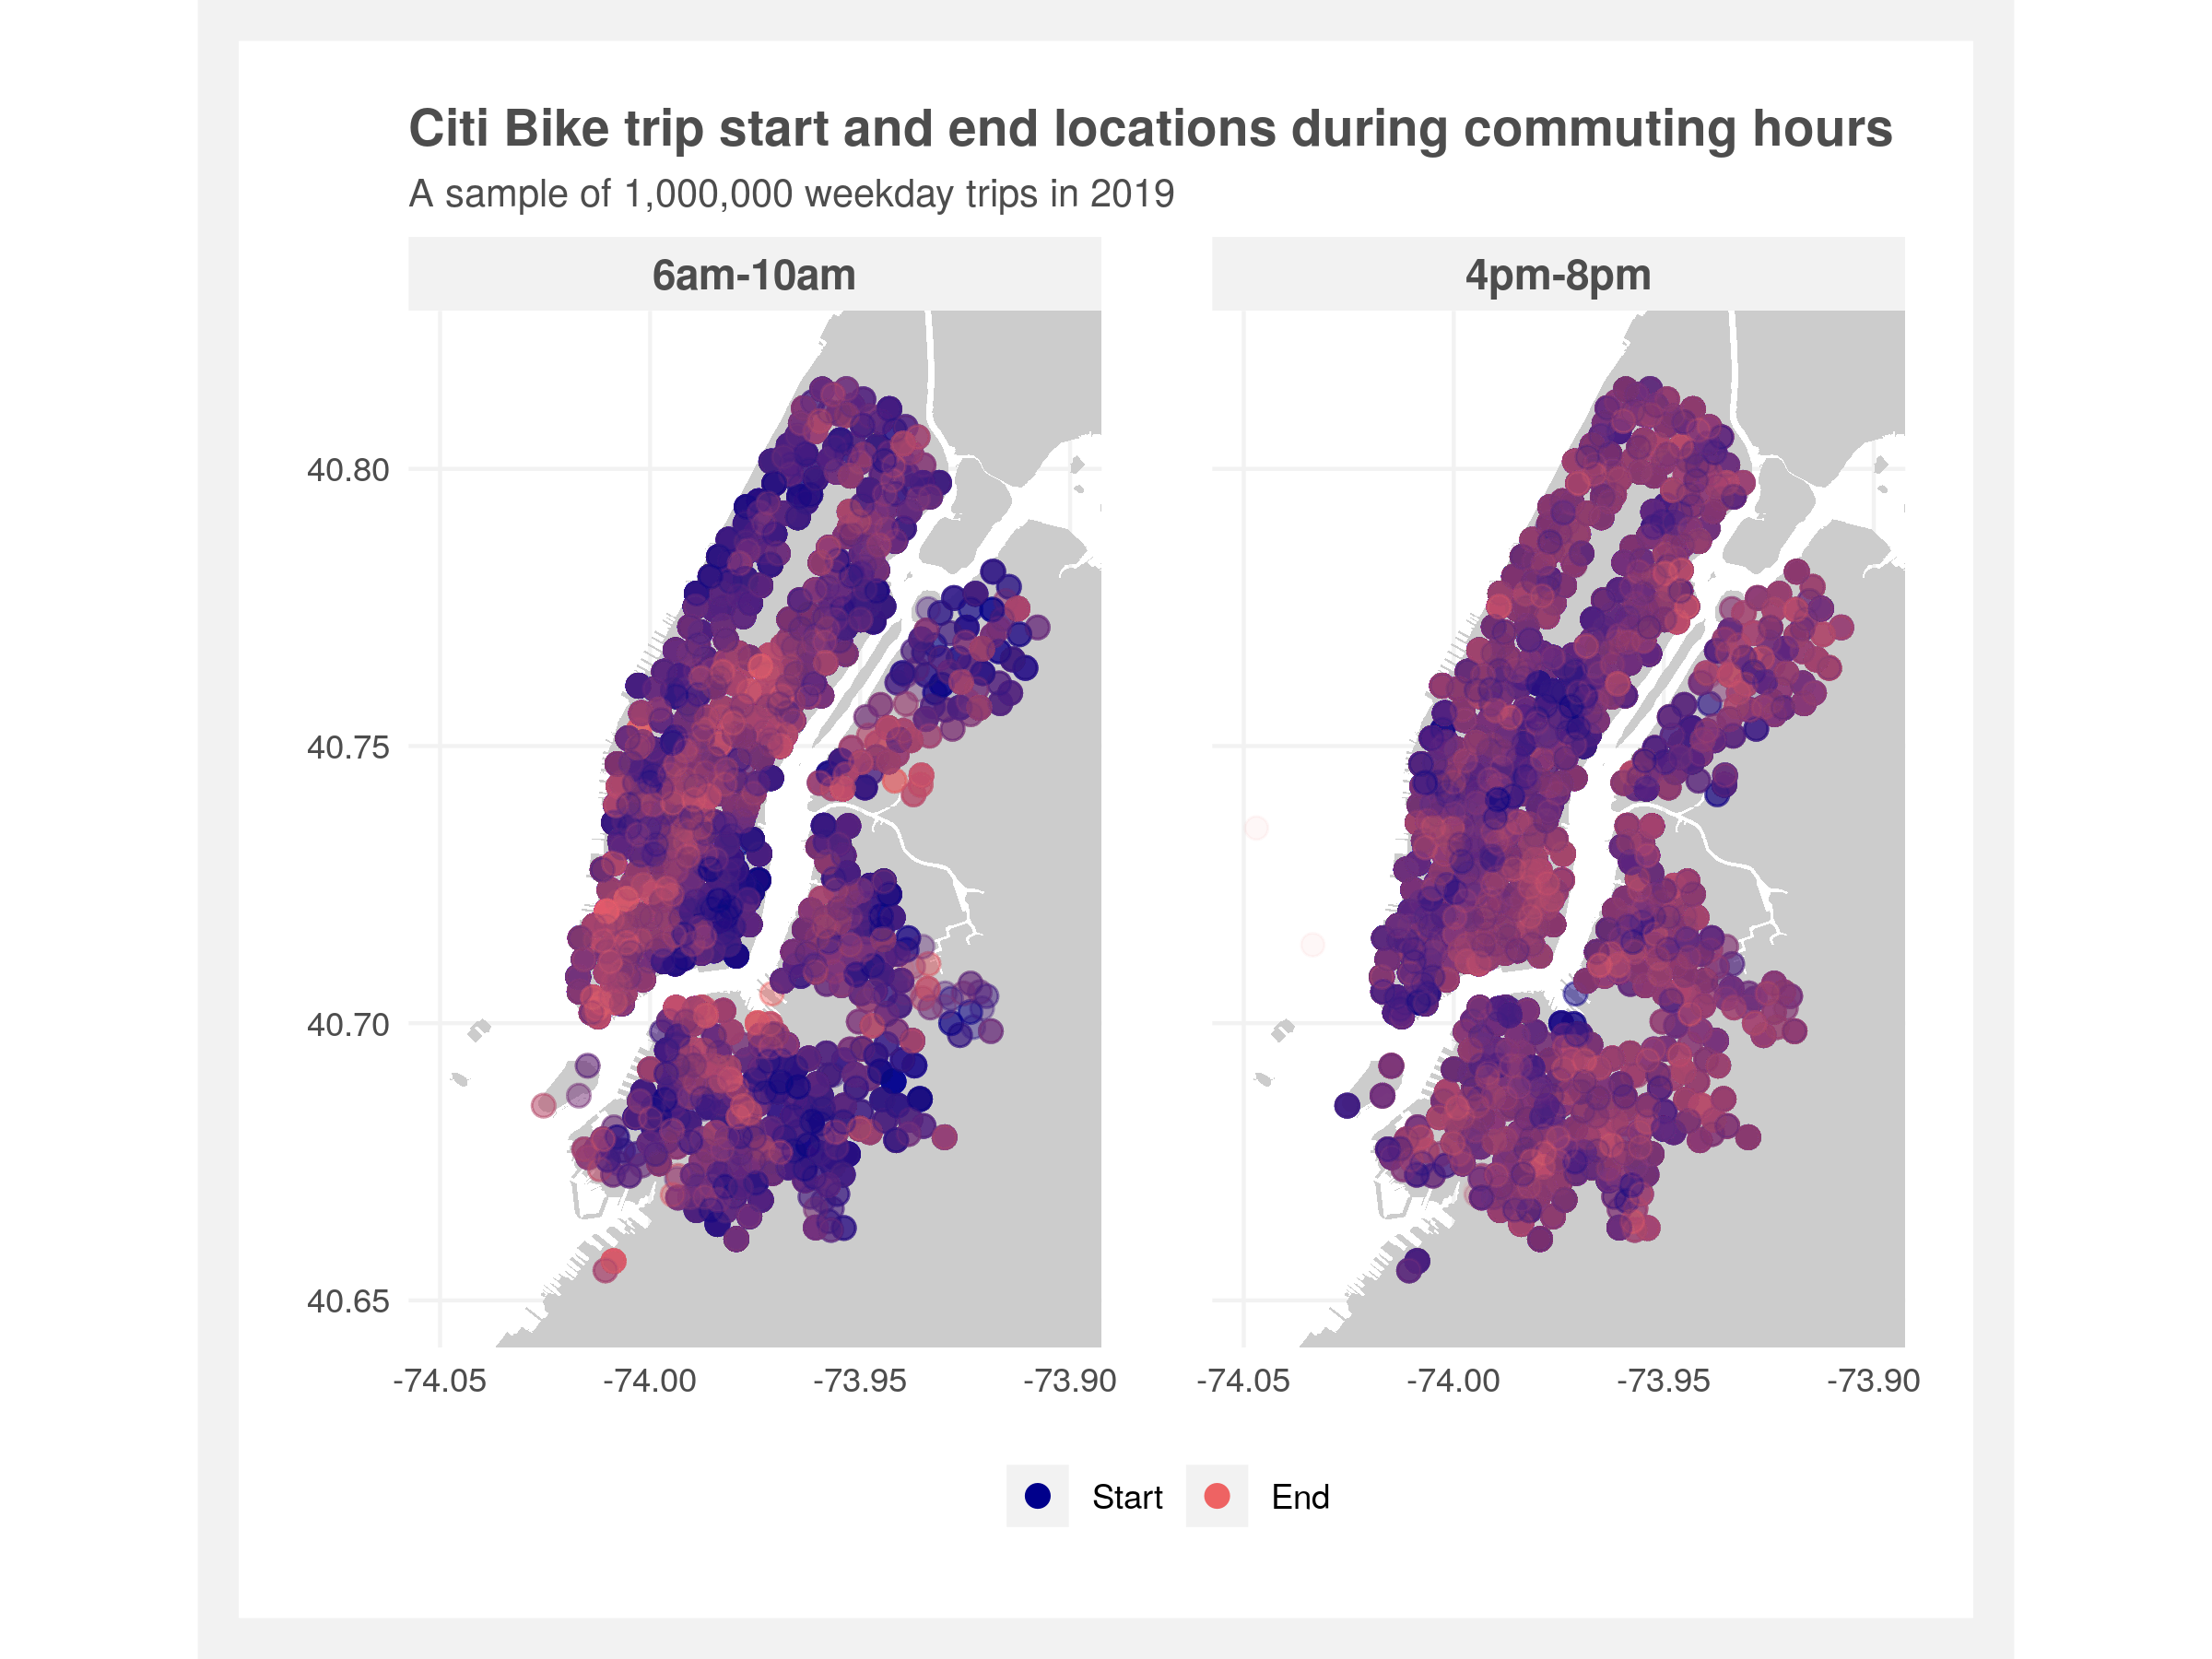 Citi Bike trip start and end locations during commuting hours
A sample of 1,000,000 weekday trips in 2019
6am-10am
4pm-8pm
40.80
40.75
40.70
40.65
-74.05 -74.00 -73.95 -73.90
-74.05 -74.00 -73.95 -73.90
Start End